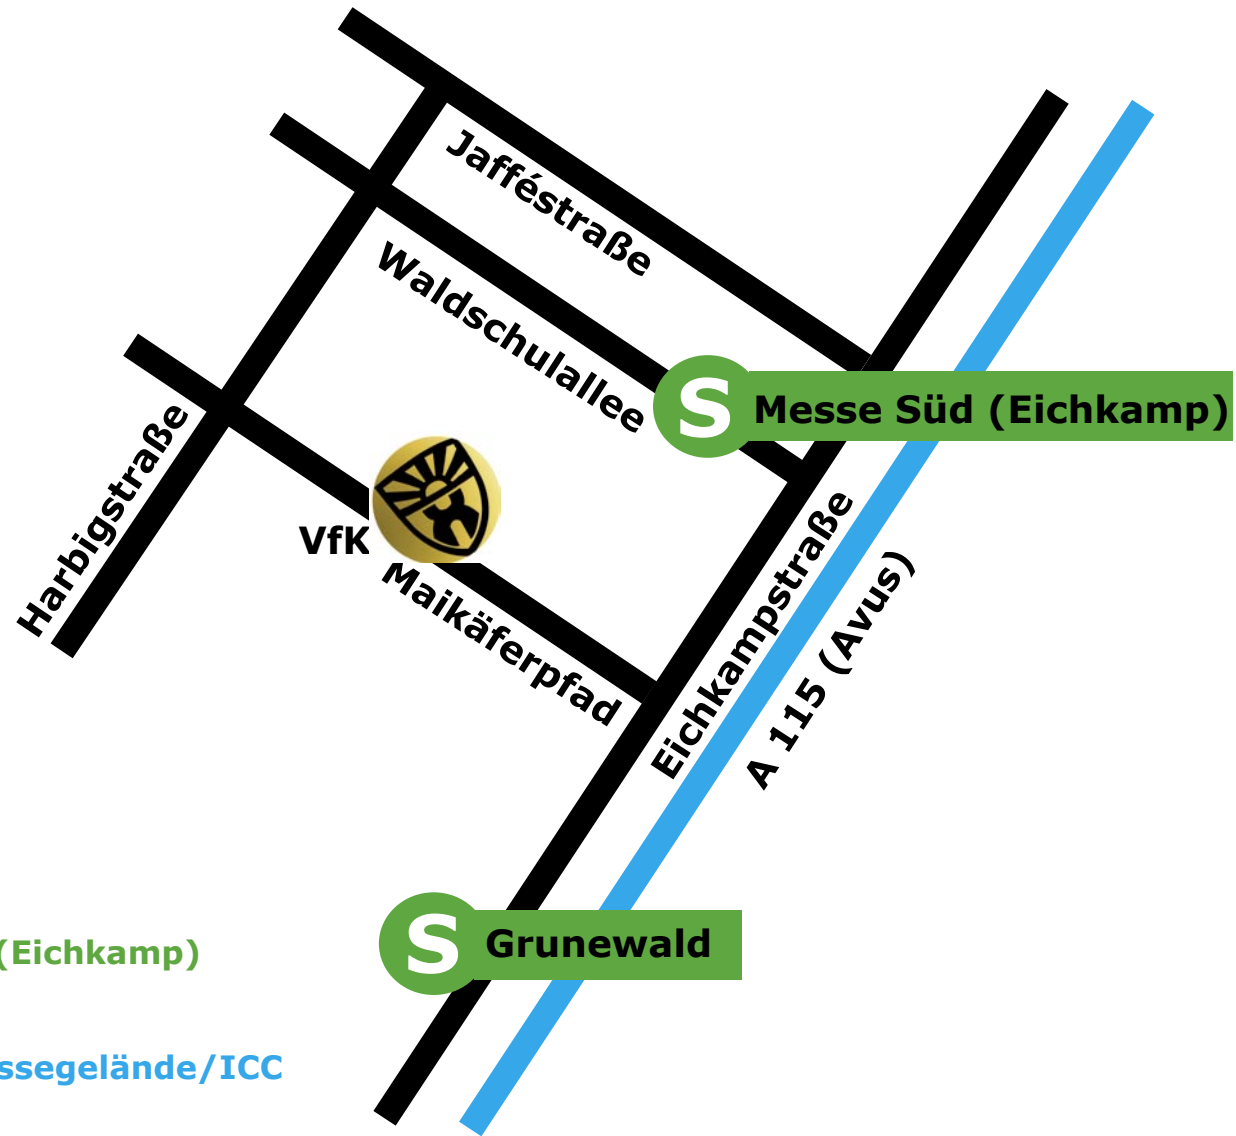 Jafféstraße
Waldschulallee
S Messe Süd (Eichkamp)
Harbigstraße
VfK
Maikäferpfad
Eichkampstraße
A 115 (Avus)
S Grunewald
(Eichkamp)
ssegelände/ICC